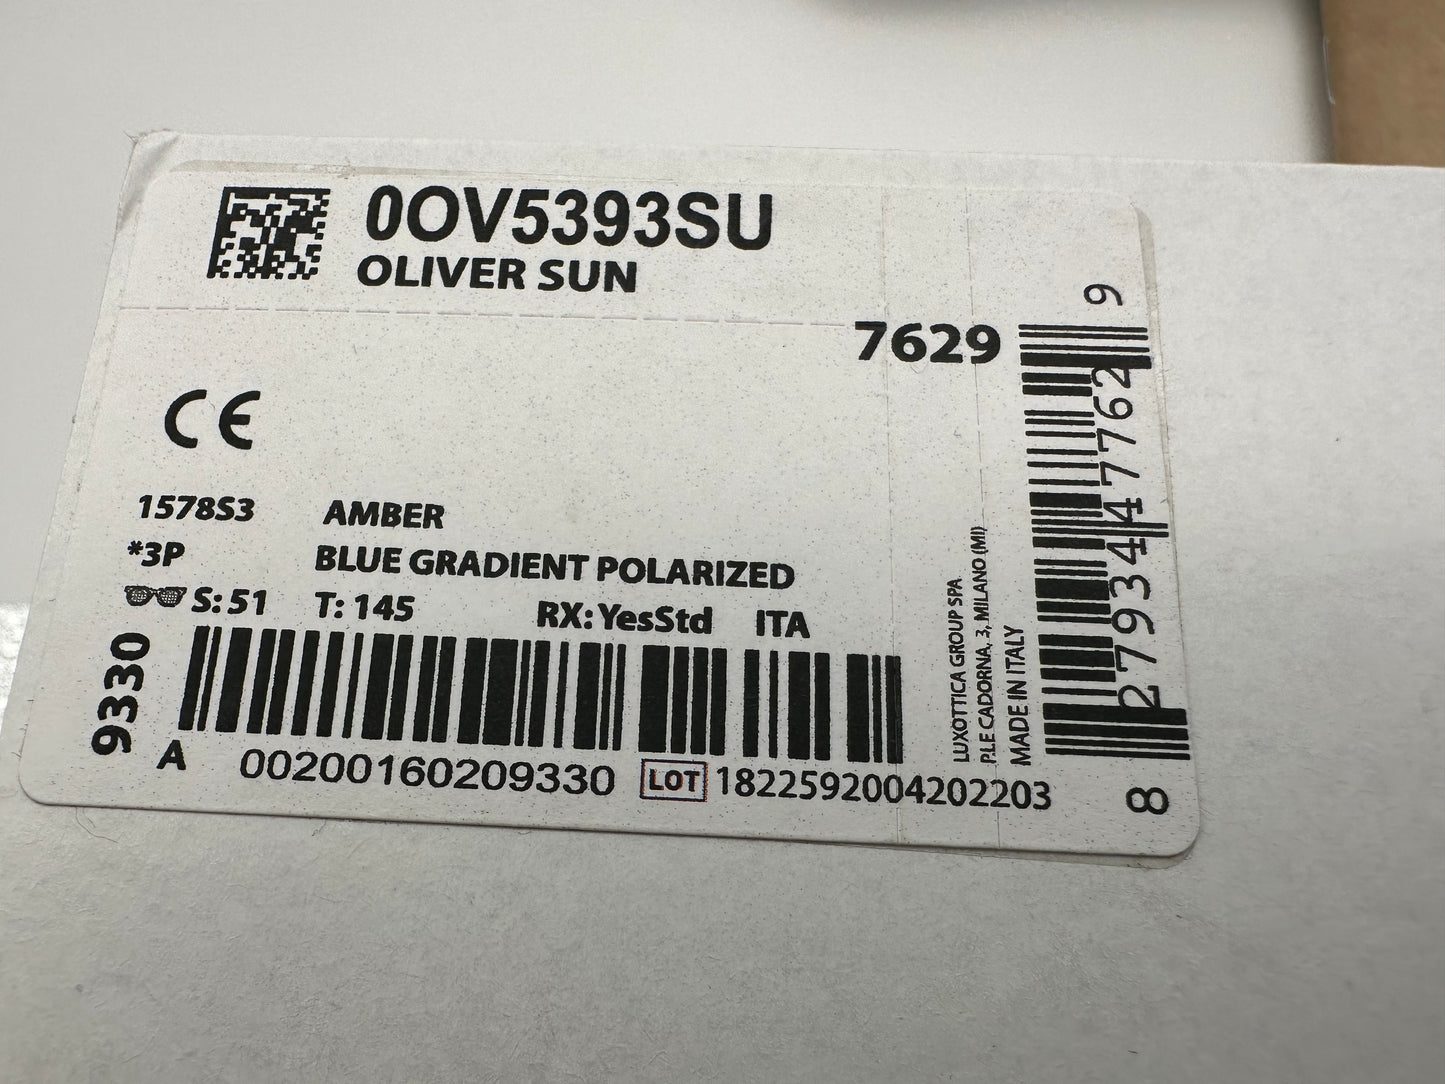 0OV5393SU
OLIVER SUN
7629
CE
1578S3 AMBER
*3P BLUE GRADIENT POLARIZED
S: 51 T: 145 RX: YesStd ITA
9330
A 00200160209330 LOT 1822592004202203
LUXOTTICA GROUP SPA
P.LE CADORNA, 3, MILANO (MI)
MADE IN ITALY
8 27934 47762 9